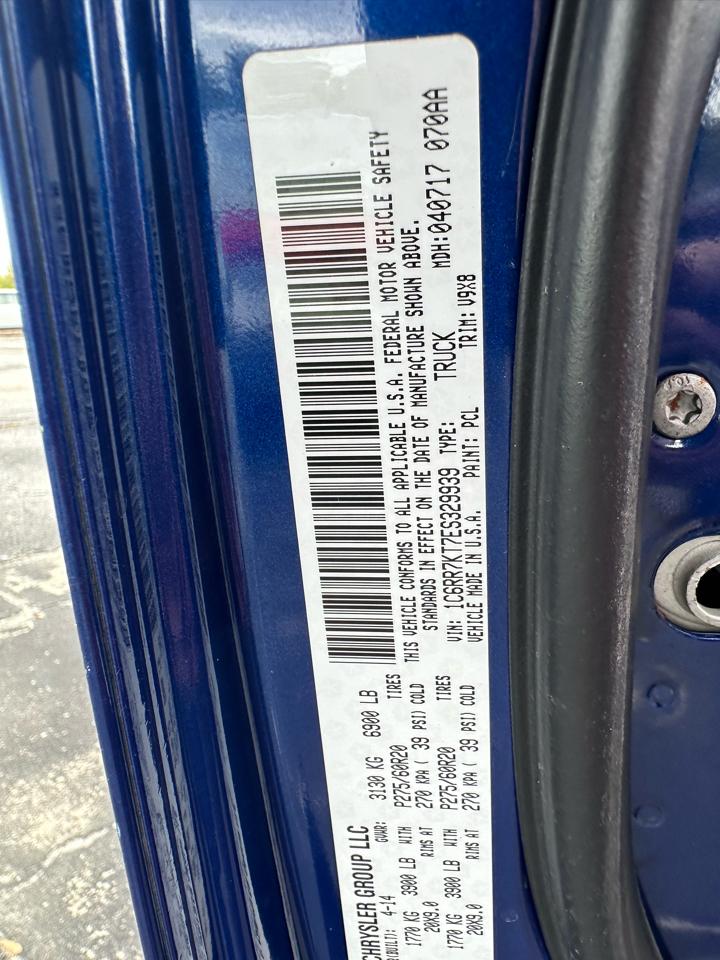 CHRYSLER GROUP LLC
(BUILT): 4-14 GVWR: 3130 KG 6900 LB
1770 KG 3900 LB WITH P275/60R20 TIRES
20X9.0 RIMS AT 270 KPA ( 39 PSI) COLD
1770 KG 3900 LB WITH P275/60R20 TIRES
20X9.0 RIMS AT 270 KPA ( 39 PSI) COLD
THIS VEHICLE CONFORMS TO ALL APPLICABLE U.S.A. FEDERAL MOTOR VEHICLE SAFETY
STANDARDS IN EFFECT ON THE DATE OF MANUFACTURE SHOWN ABOVE.
VIN: 1C6RR7KT7ES329939 TYPE: TRUCK MDH:040717 070AA
VEHICLE MADE IN U.S.A. PAINT: PCL TRIM: V9X8